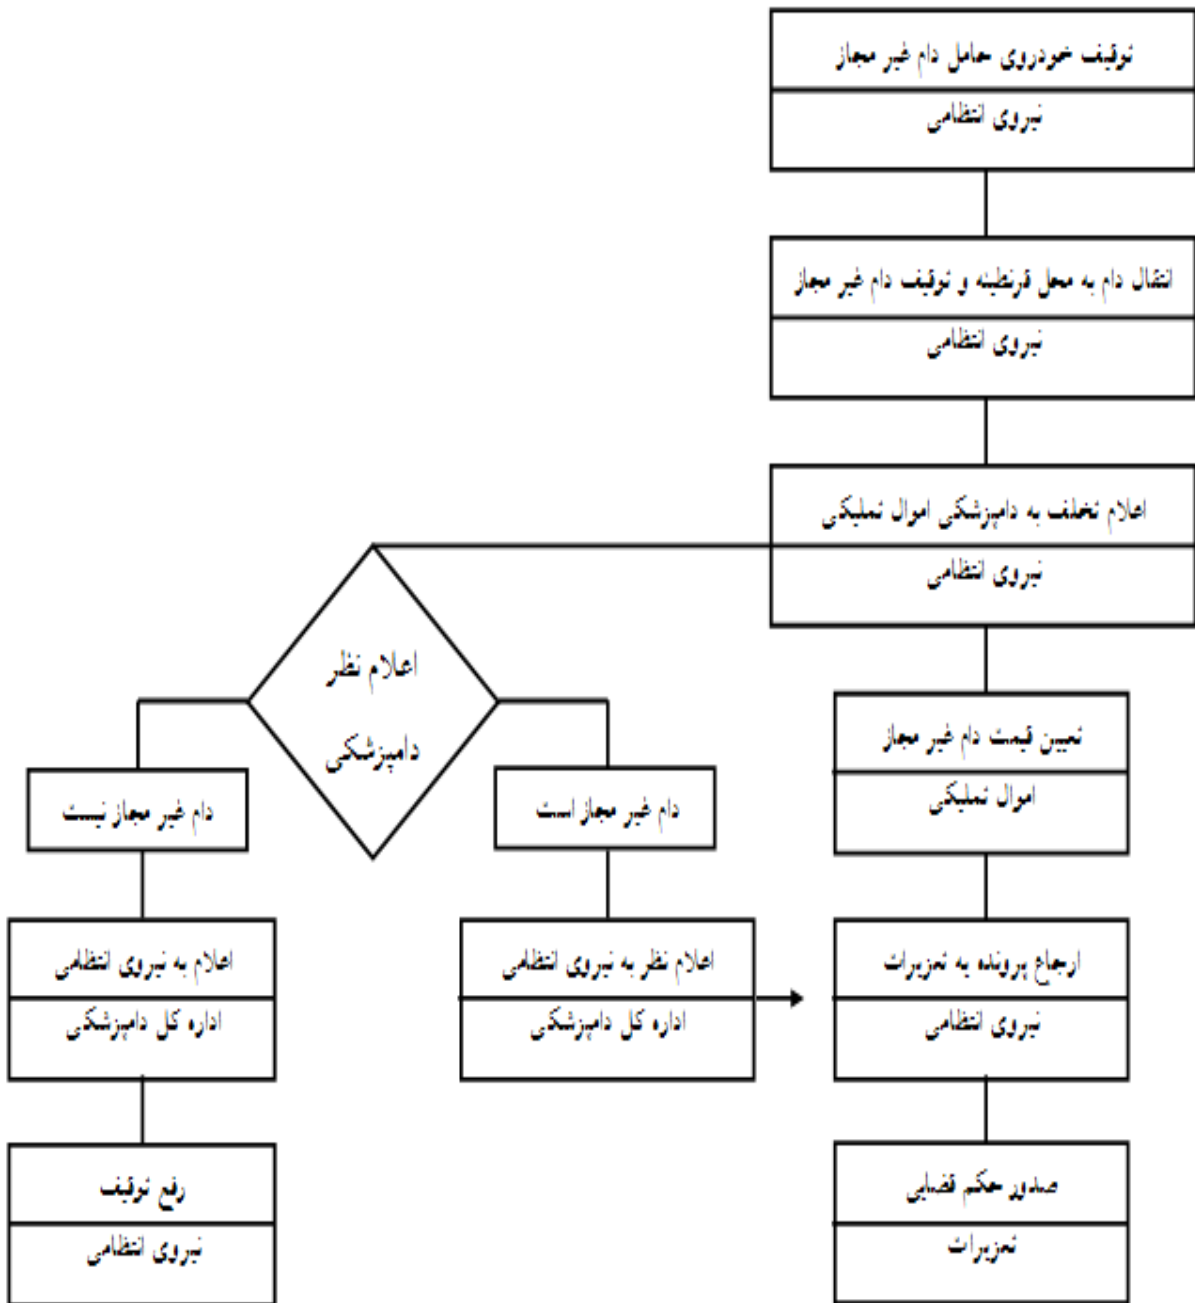 توقیف خودروی حامل دام غیر مجاز
نیروی انتظامی
انتقال دام به محل قرنطینه و توقیف دام غیر مجاز
نیروی انتظامی
اعلام تخلف به دامپزشکی اموال تملیکی
نیروی انتظامی
اعلام نظر
دامپزشکی
تعیین قیمت دام غیر مجاز
اموال تملیکی
دام غیر مجاز است
دام غیر مجاز نیست
ارجاع پرونده به تعزیرات
نیروی انتظامی
اعلام نظر به نیروی انتظامی
اداره کل دامپزشکی
اعلام به نیروی انتظامی
اداره کل دامپزشکی
صدور حکم قضایی
تعزیرات
رفع توقیف
نیروی انتظامی